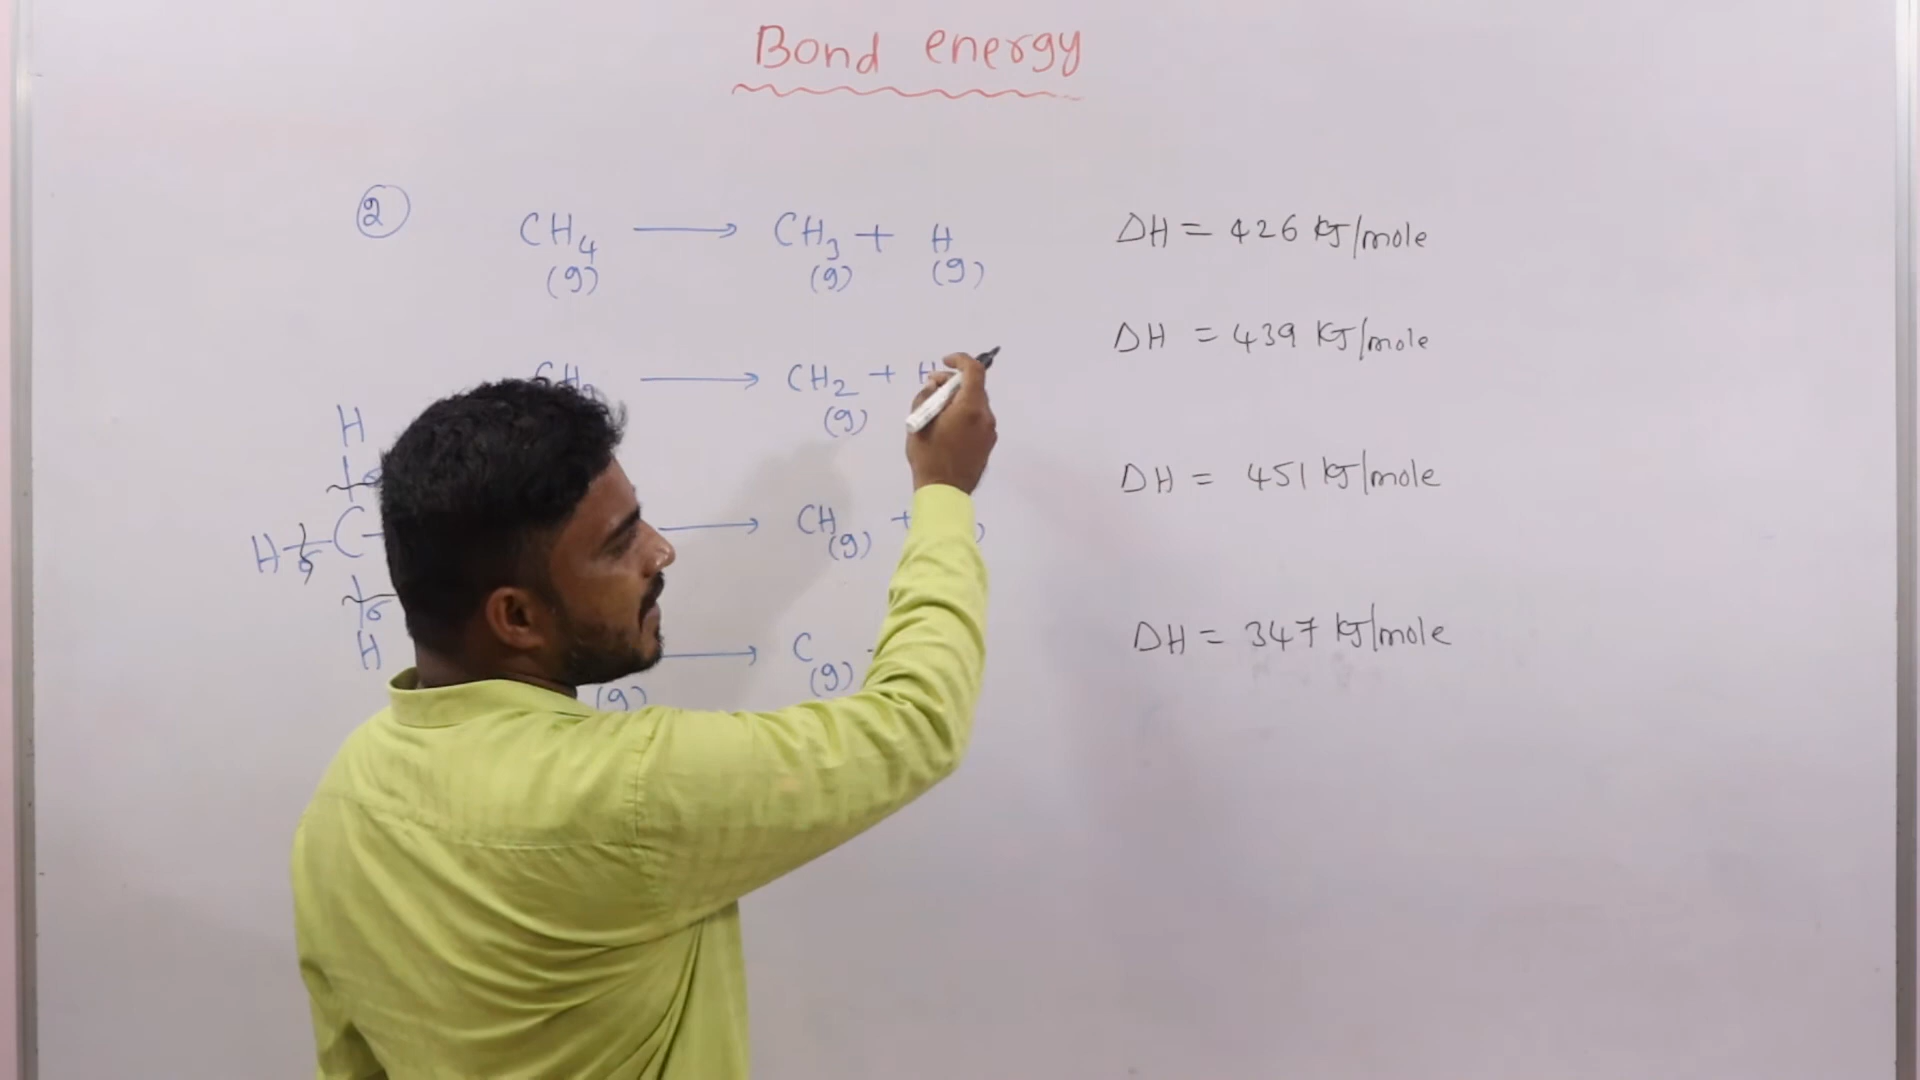 Bond energy
② CH₄ (g) ⟶ CH₃ (g) + H (g) ΔH = 426 kJ/mole
⟶ CH₂ (g) + H ΔH = 439 kJ/mole
⟶ CH (g) + ΔH = 451 kJ/mole
(g) ⟶ C (g) ΔH = 347 kJ/mole
H
σ
H σ C
σ
H